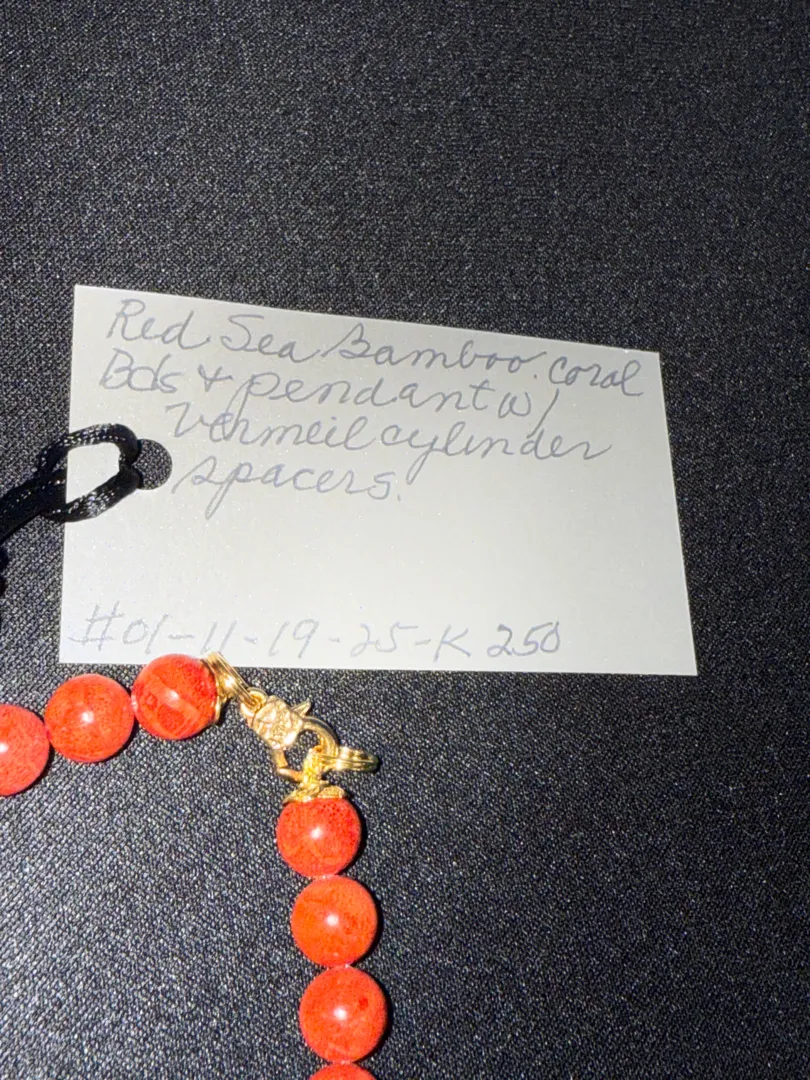 Red Sea Bamboo. coral
Bds & pendant w/
Vermeil cylinder
spacers.
#01-11-19-25-K 250